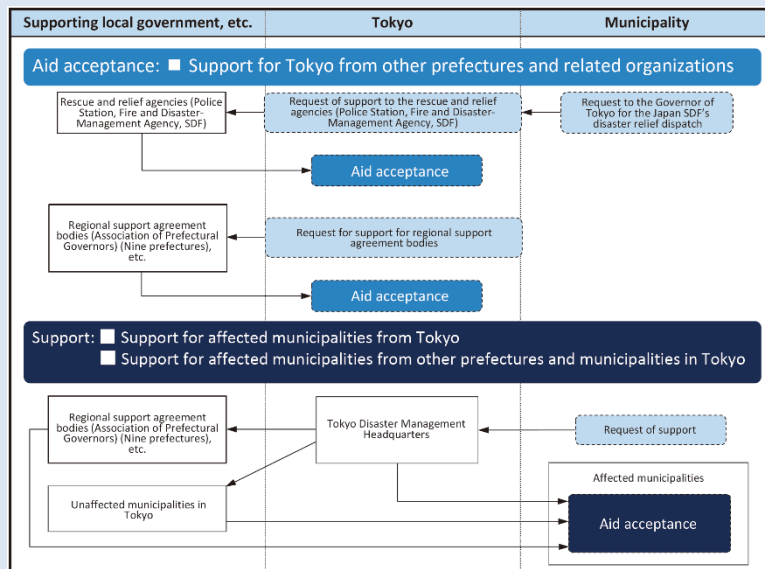 Supporting local government, etc.
Tokyo
Municipality
Aid acceptance: ■ Support for Tokyo from other prefectures and related organizations
Rescue and relief agencies (Police
Station, Fire and Disaster-
Management Agency, SDF)
Request of support to the rescue and relief
agencies (Police Station, Fire and Disaster-
Management Agency, SDF)
Request to the Governor of
Tokyo for the Japan SDF's
disaster relief dispatch
Aid acceptance
Regional support agreement
bodies (Association of Prefectural
Governors) (Nine prefectures),
etc.
Request for support for regional support
agreement bodies
Aid acceptance
Support: ■ Support for affected municipalities from Tokyo
■ Support for affected municipalities from other prefectures and municipalities in Tokyo
Regional support agreement
bodies (Association of Prefectural
Governors) (Nine prefectures),
etc.
Tokyo Disaster Management
Headquarters
Request of support
Unaffected municipalities in
Tokyo
Affected municipalities
Aid acceptance